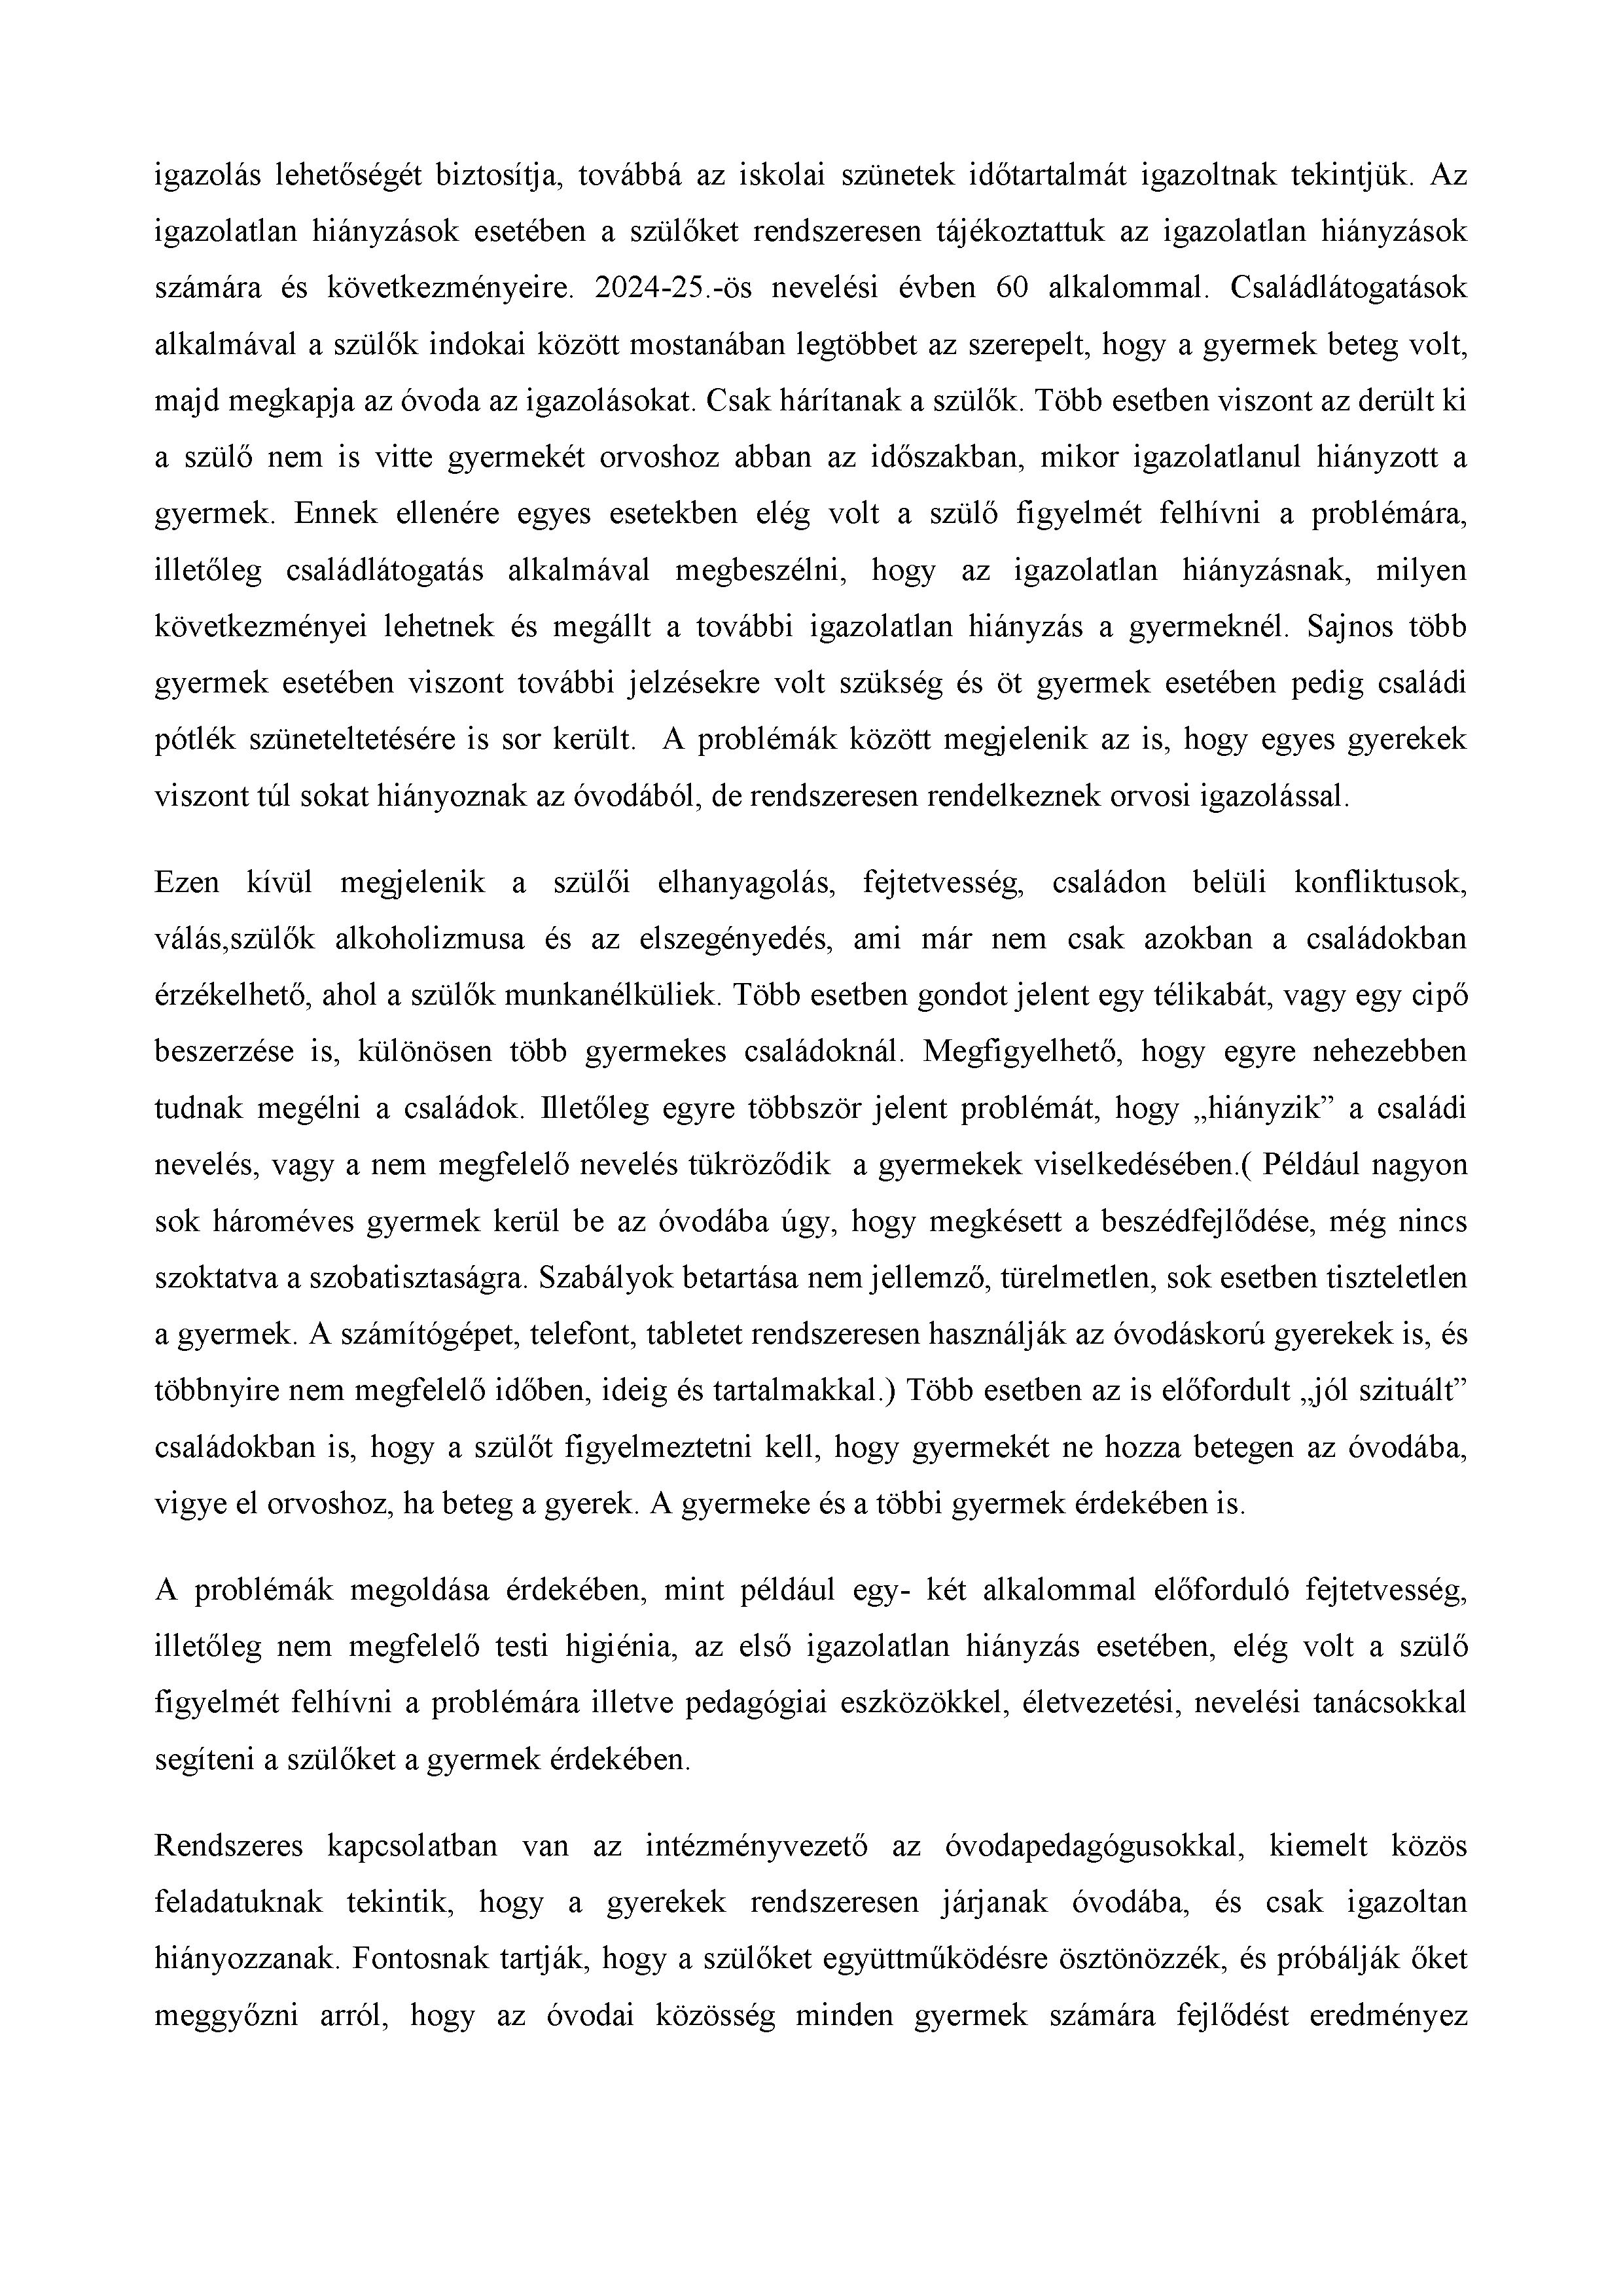 igazolás lehetőségét biztosítja, továbbá az iskolai szünetek időtartalmát igazoltnak tekintjük. Az
igazolatlan hiányzások esetében a szülőket rendszeresen tájékoztattuk az igazolatlan hiányzások
számára és következményeire. 2024-25.-ös nevelési évben 60 alkalommal. Családlátogatások
alkalmával a szülők indokai között mostanában legtöbbet az szerepelt, hogy a gyermek beteg volt,
majd megkapja az óvoda az igazolásokat. Csak hárítanak a szülők. Több esetben viszont az derült ki
a szülő nem is vitte gyermekét orvoshoz abban az időszakban, mikor igazolatlanul hiányzott a
gyermek. Ennek ellenére egyes esetekben elég volt a szülő figyelmét felhívni a problémára,
illetőleg családlátogatás alkalmával megbeszélni, hogy az igazolatlan hiányzásnak, milyen
következményei lehetnek és megállt a további igazolatlan hiányzás a gyermeknél. Sajnos több
gyermek esetében viszont további jelzésekre volt szükség és öt gyermek esetében pedig családi
pótlék szüneteltetésére is sor került.  A problémák között megjelenik az is, hogy egyes gyerekek
viszont túl sokat hiányoznak az óvodából, de rendszeresen rendelkeznek orvosi igazolással.
Ezen kívül megjelenik a szülői elhanyagolás, fejtetvesség, családon belüli konfliktusok,
válás,szülők alkoholizmusa és az elszegényedés, ami már nem csak azokban a családokban
érzékelhető, ahol a szülők munkanélküliek. Több esetben gondot jelent egy télikabát, vagy egy cipő
beszerzése is, különösen több gyermekes családoknál. Megfigyelhető, hogy egyre nehezebben
tudnak megélni a családok. Illetőleg egyre többször jelent problémát, hogy „hiányzik” a családi
nevelés, vagy a nem megfelelő nevelés tükröződik  a gyermekek viselkedésében.( Például nagyon
sok hároméves gyermek kerül be az óvodába úgy, hogy megkésett a beszédfejlődése, még nincs
szoktatva a szobatisztaságra. Szabályok betartása nem jellemző, türelmetlen, sok esetben tiszteletlen
a gyermek. A számítógépet, telefont, tabletet rendszeresen használják az óvodáskorú gyerekek is, és
többnyire nem megfelelő időben, ideig és tartalmakkal.) Több esetben az is előfordult „jól szituált”
családokban is, hogy a szülőt figyelmeztetni kell, hogy gyermekét ne hozza betegen az óvodába,
vigye el orvoshoz, ha beteg a gyerek. A gyermeke és a többi gyermek érdekében is.
A problémák megoldása érdekében, mint például egy- két alkalommal előforduló fejtetvesség,
illetőleg nem megfelelő testi higiénia, az első igazolatlan hiányzás esetében, elég volt a szülő
figyelmét felhívni a problémára illetve pedagógiai eszközökkel, életvezetési, nevelési tanácsokkal
segíteni a szülőket a gyermek érdekében.
Rendszeres kapcsolatban van az intézményvezető az óvodapedagógusokkal, kiemelt közös
feladatuknak tekintik, hogy a gyerekek rendszeresen járjanak óvodába, és csak igazoltan
hiányozzanak. Fontosnak tartják, hogy a szülőket együttműködésre ösztönözzék, és próbálják őket
meggyőzni arról, hogy az óvodai közösség minden gyermek számára fejlődést eredményez